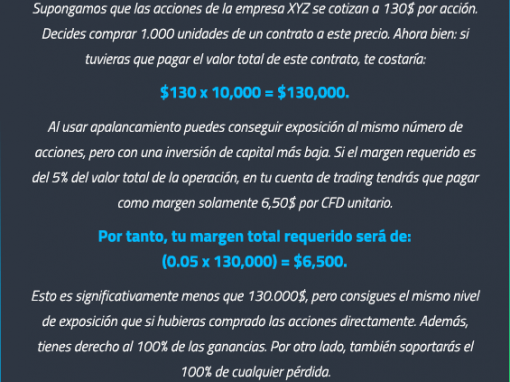 Supongamos que las acciones de la empresa XYZ se cotizan a 130$ por acción.
Decides comprar 1.000 unidades de un contrato a este precio. Ahora bien: si
tuvieras que pagar el valor total de este contrato, te costaría:
$130 x 10,000 = $130,000.
Al usar apalancamiento puedes conseguir exposición al mismo número de
acciones, pero con una inversión de capital más baja. Si el margen requerido es
del 5% del valor total de la operación, en tu cuenta de trading tendrás que pagar
como margen solamente 6,50$ por CFD unitario.
Por tanto, tu margen total requerido será de:
(0.05 x 130,000) = $6,500.
Esto es significativamente menos que 130.000$, pero consigues el mismo nivel
de exposición que si hubieras comprado las acciones directamente. Además,
tienes derecho al 100% de las ganancias. Por otro lado, también soportarás el
100% de cualquier pérdida.